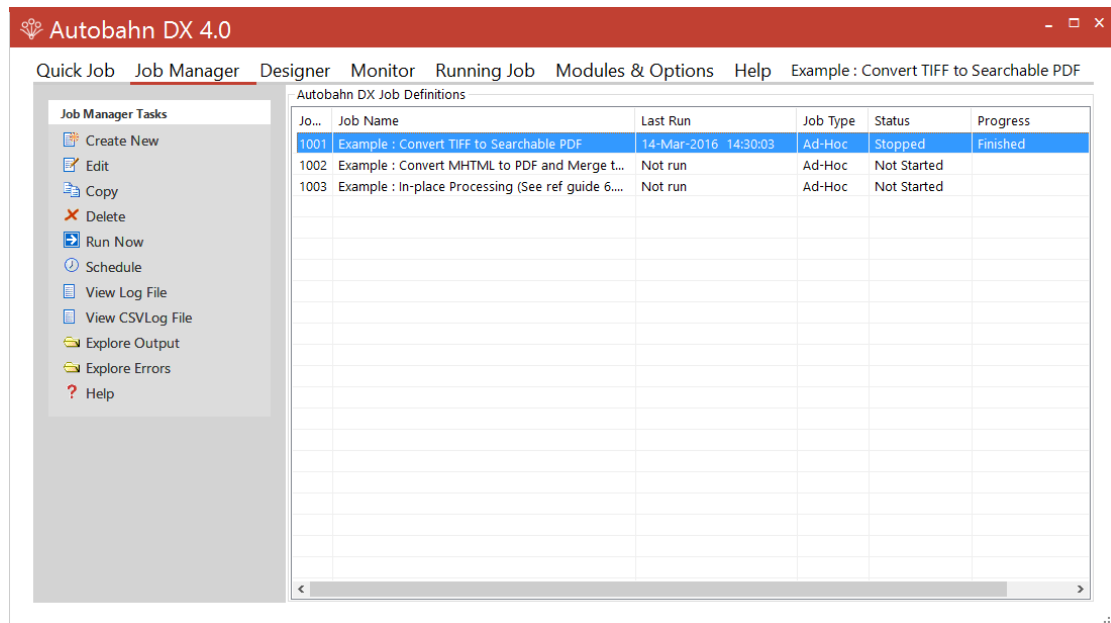 Autobahn DX 4.0
Quick Job Job Manager Designer Monitor Running Job Modules & Options Help Example : Convert TIFF to Searchable PDF
Job Manager Tasks
Create New
Edit
Copy
Delete
Run Now
Schedule
View Log File
View CSVLog File
Explore Output
Explore Errors
? Help
Autobahn DX Job Definitions
Jo... Job Name Last Run Job Type Status Progress
1001 Example : Convert TIFF to Searchable PDF 14-Mar-2016 14:30:03 Ad-Hoc Stopped Finished
1002 Example : Convert MHTML to PDF and Merge t... Not run Ad-Hoc Not Started
1003 Example : In-place Processing (See ref guide 6.... Not run Ad-Hoc Not Started